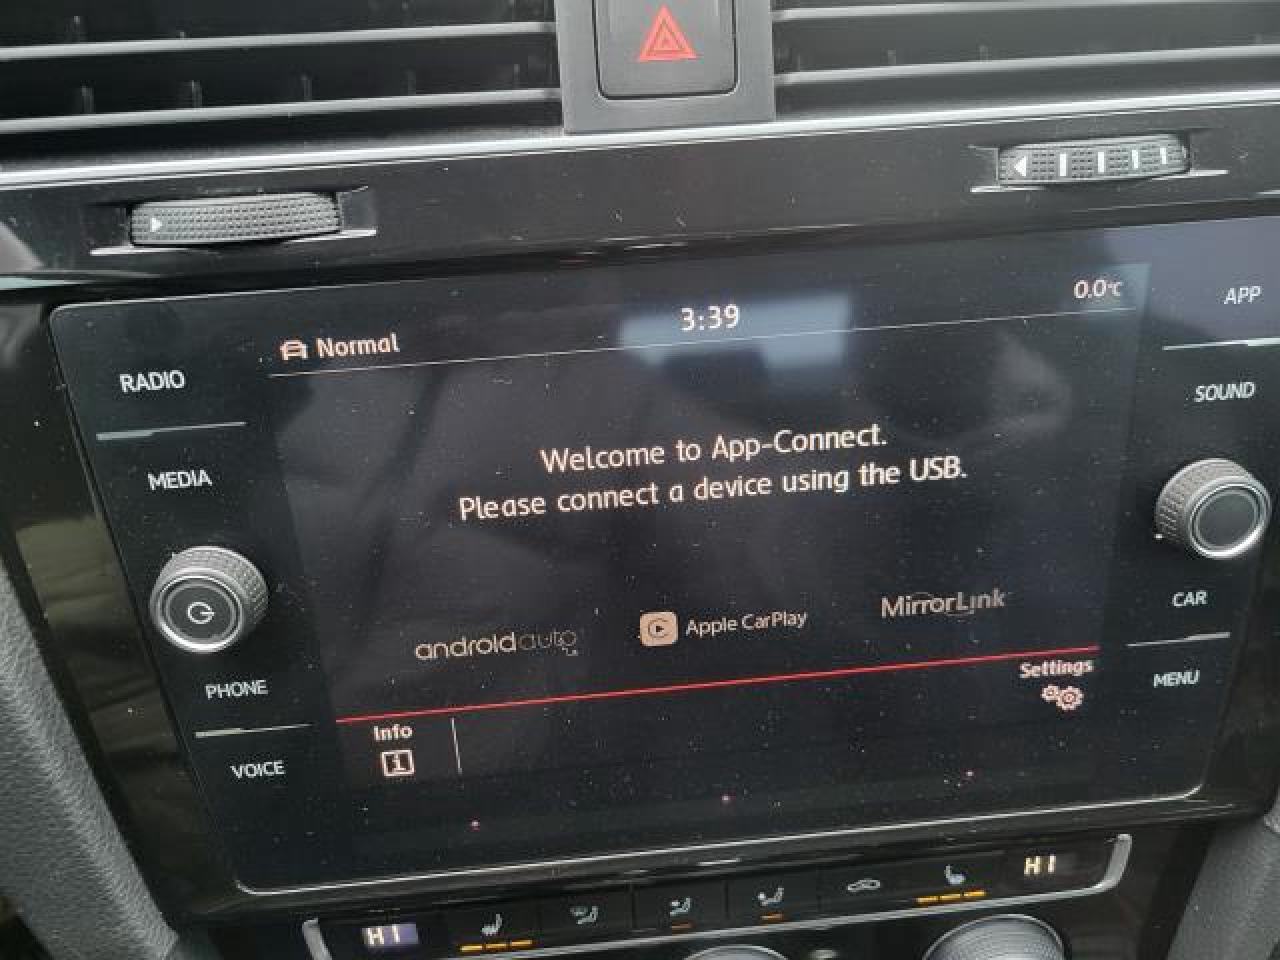 Normal
3:39
0.0°C
RADIO
MEDIA
PHONE
VOICE
Welcome to App-Connect.
Please connect a device using the USB.
androidauto
Apple CarPlay
MirrorLink
Info
Settings
APP
SOUND
CAR
MENU
HI
HI